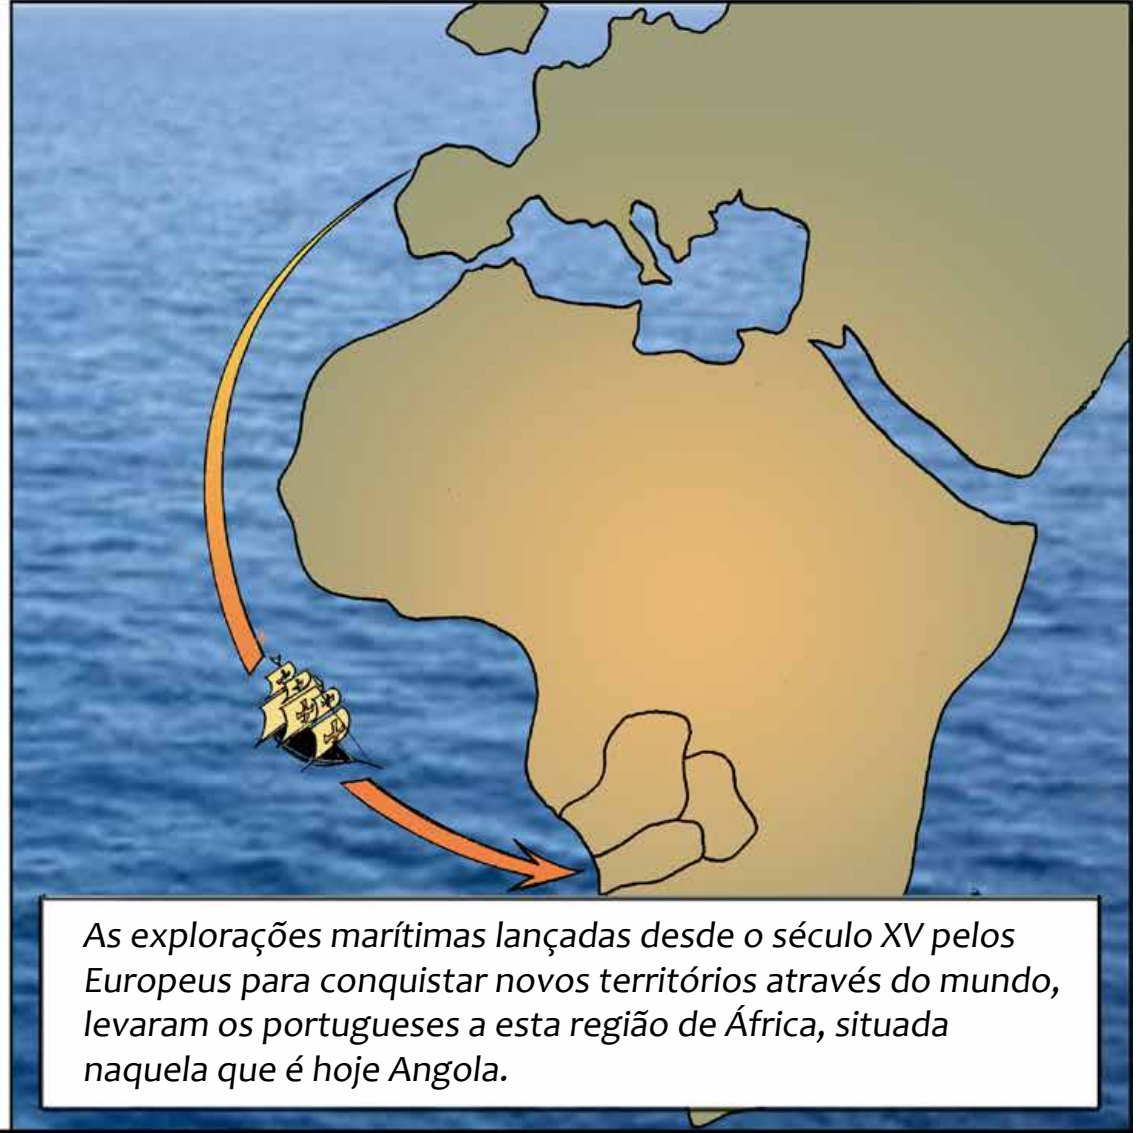 As explorações marítimas lançadas desde o século XV pelos
Europeus para conquistar novos territórios através do mundo,
levaram os portugueses a esta região de África, situada
naquela que é hoje Angola.